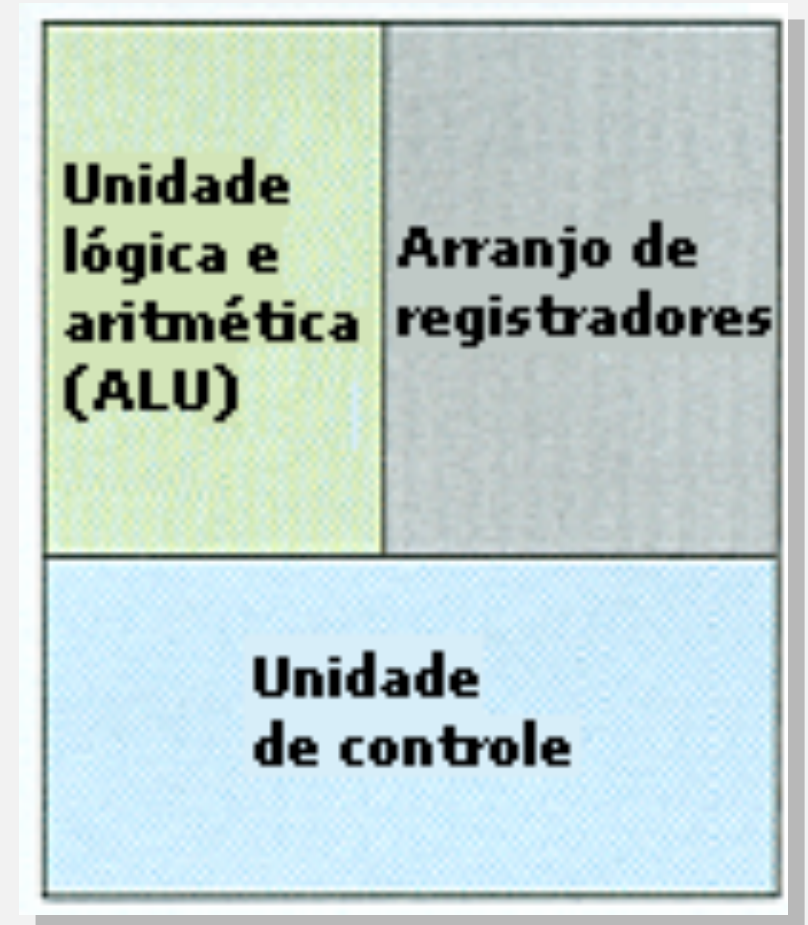 Unidade
lógica e
aritmética
(ALU)
Arranjo de
registradores
Unidade
de controle